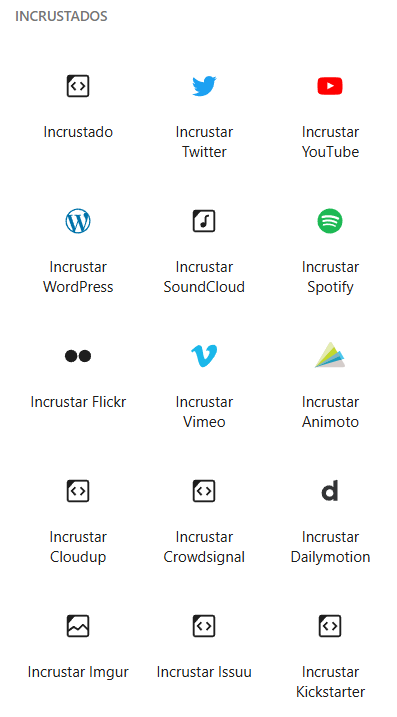 INCRUSTADOS
Incrustado
Incrustar
Twitter
Incrustar
YouTube
Incrustar
WordPress
Incrustar
SoundCloud
Incrustar
Spotify
Incrustar Flickr
Incrustar
Vimeo
Incrustar
Animoto
Incrustar
Cloudup
Incrustar
Crowdsignal
Incrustar
Dailymotion
Incrustar Imgur
Incrustar Issuu
Incrustar
Kickstarter